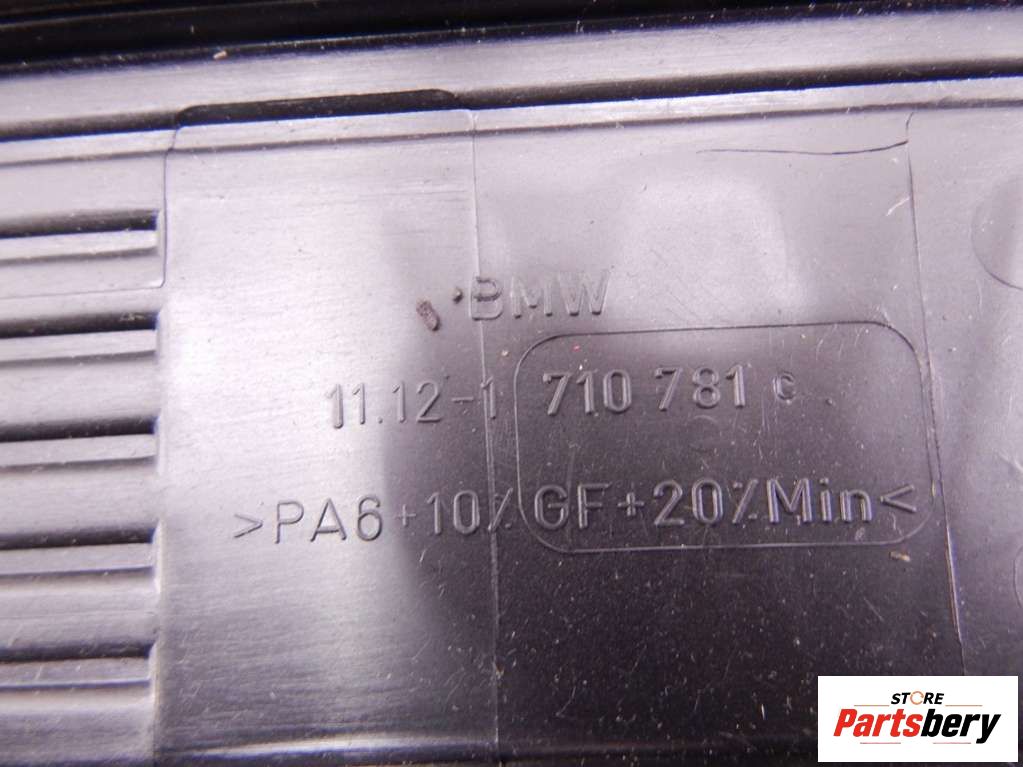 BMW
11.12-1 710 781 c
>PA6+10%GF+20%Min<
STORE
Partsbery